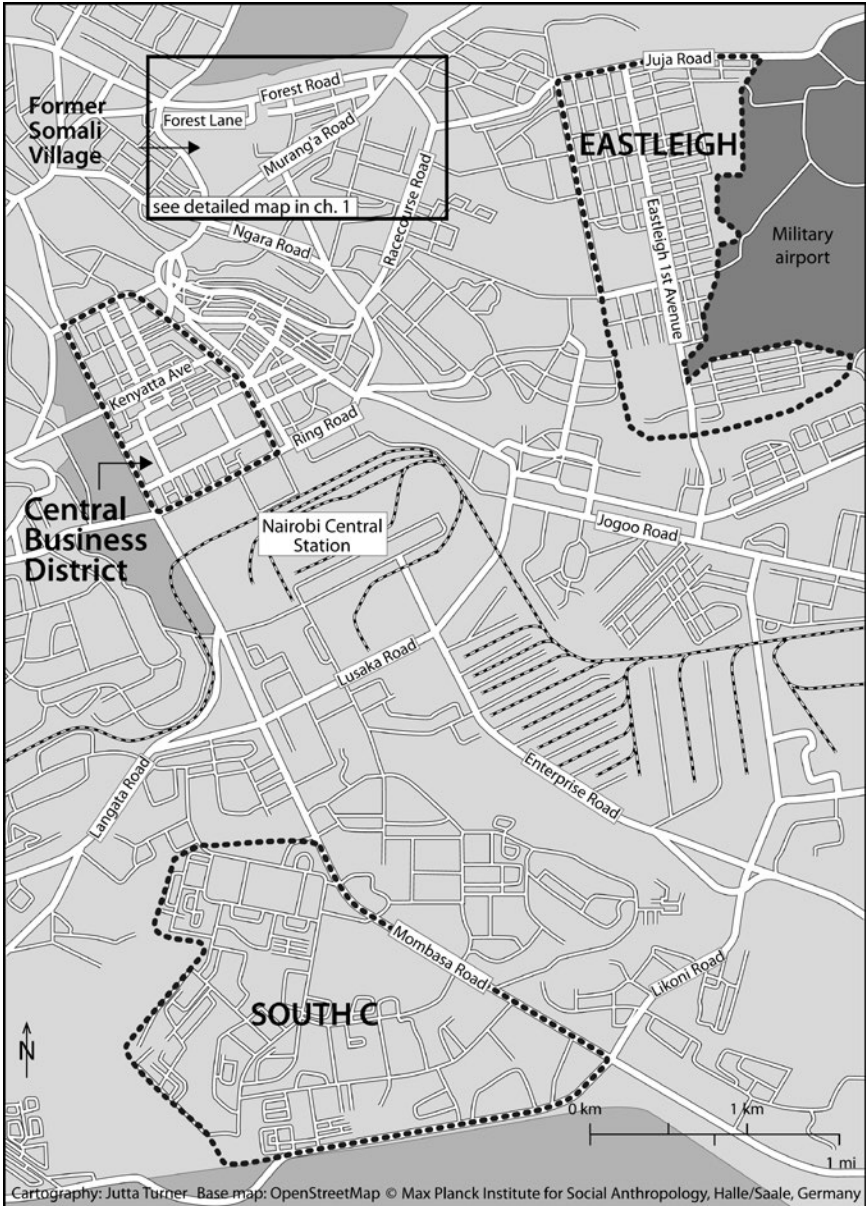 Juja Road
Forest Road
Former
Somali
Village
Forest Lane
Murang'a Road
EASTLEIGH
see detailed map in ch. 1
Racecourse Road
Ngara Road
Eastleigh 1st Avenue
Military
airport
Kenyatta Ave
Ring Road
Central
Business
District
Nairobi Central
Station
Jogoo Road
Lusaka Road
Langata Road
Enterprise Road
Mombasa Road
Likoni Road
SOUTH C
N
0 km 1 km
1 mi
Cartography: Jutta Turner Base map: OpenStreetMap © Max Planck Institute for Social Anthropology, Halle/Saale, Germany